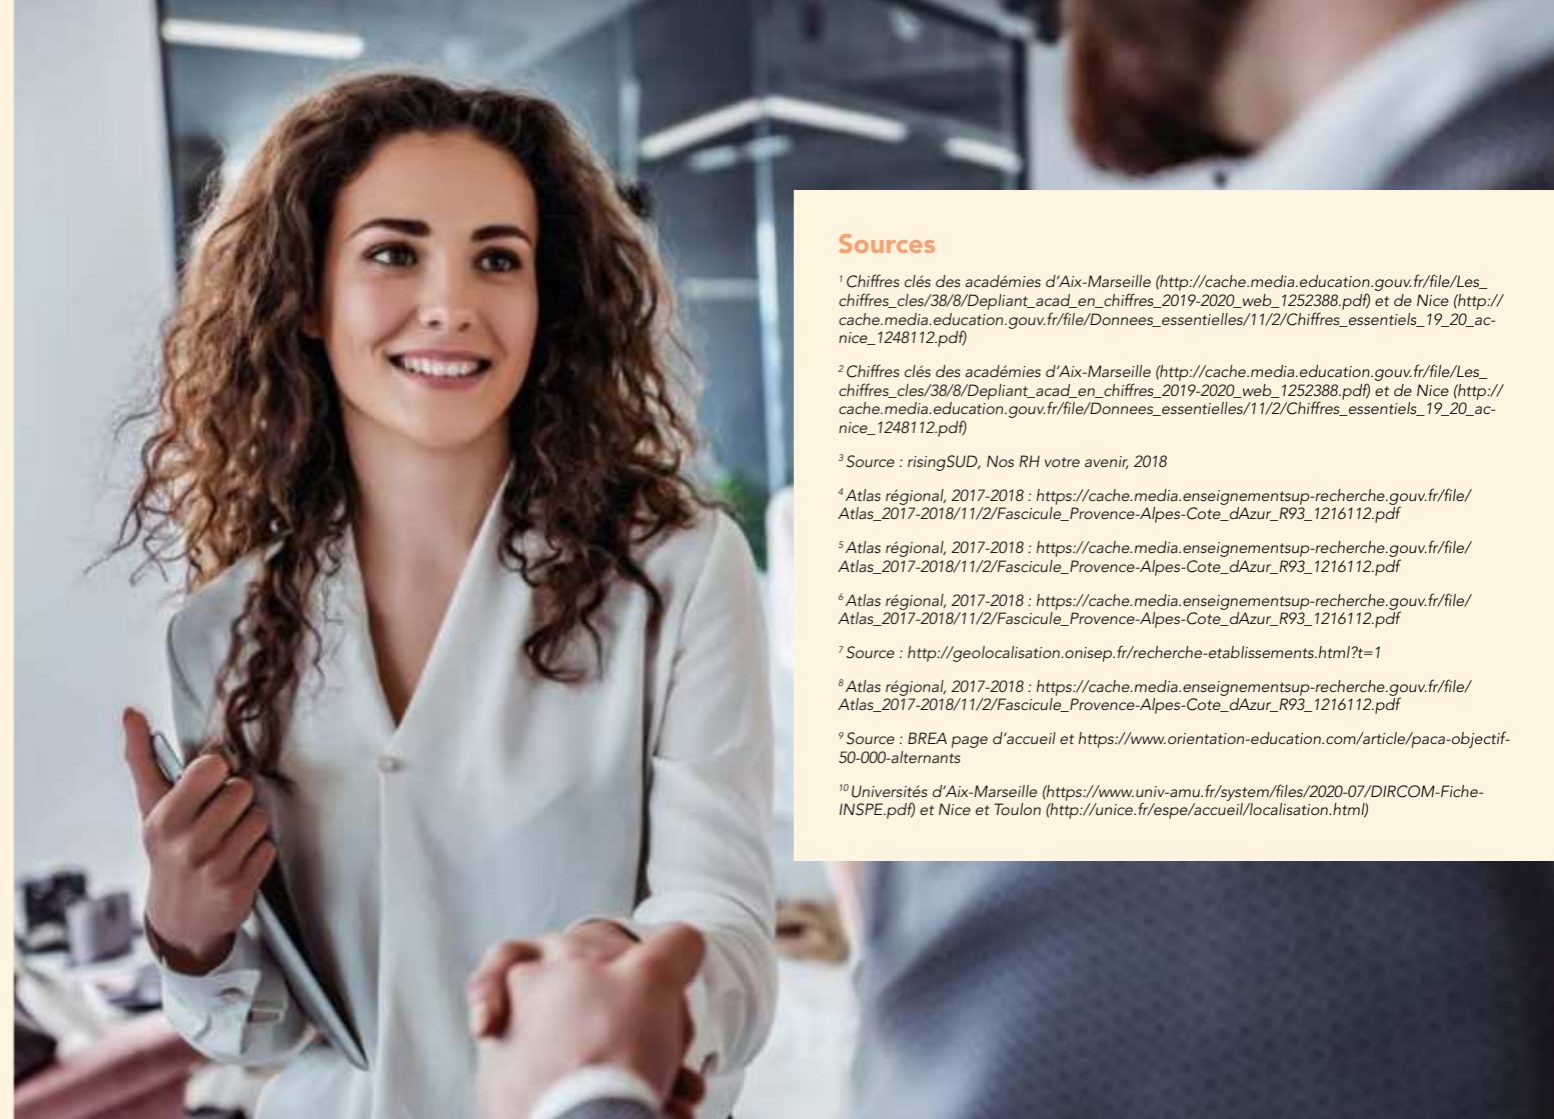 Sources
¹ Chiffres clés des académies d’Aix-Marseille (http://cache.media.education.gouv.fr/file/Les_
chiffres_cles/38/8/Depliant_acad_en_chiffres_2019-2020_web_1252388.pdf) et de Nice (http://
cache.media.education.gouv.fr/file/Donnees_essentielles/11/2/Chiffres_essentiels_19_20_ac-
nice_1248112.pdf)
² Chiffres clés des académies d’Aix-Marseille (http://cache.media.education.gouv.fr/file/Les_
chiffres_cles/38/8/Depliant_acad_en_chiffres_2019-2020_web_1252388.pdf) et de Nice (http://
cache.media.education.gouv.fr/file/Donnees_essentielles/11/2/Chiffres_essentiels_19_20_ac-
nice_1248112.pdf)
³ Source : risingSUD, Nos RH votre avenir, 2018
⁴ Atlas régional, 2017-2018 : https://cache.media.enseignementsup-recherche.gouv.fr/file/
Atlas_2017-2018/11/2/Fascicule_Provence-Alpes-Cote_dAzur_R93_1216112.pdf
⁵ Atlas régional, 2017-2018 : https://cache.media.enseignementsup-recherche.gouv.fr/file/
Atlas_2017-2018/11/2/Fascicule_Provence-Alpes-Cote_dAzur_R93_1216112.pdf
⁶ Atlas régional, 2017-2018 : https://cache.media.enseignementsup-recherche.gouv.fr/file/
Atlas_2017-2018/11/2/Fascicule_Provence-Alpes-Cote_dAzur_R93_1216112.pdf
⁷ Source : http://geolocalisation.onisep.fr/recherche-etablissements.html?t=1
⁸ Atlas régional, 2017-2018 : https://cache.media.enseignementsup-recherche.gouv.fr/file/
Atlas_2017-2018/11/2/Fascicule_Provence-Alpes-Cote_dAzur_R93_1216112.pdf
⁹ Source : BREA page d’accueil et https://www.orientation-education.com/article/paca-objectif-
50-000-alternants
¹⁰ Universités d’Aix-Marseille (https://www.univ-amu.fr/system/files/2020-07/DIRCOM-Fiche-
INSPE.pdf) et Nice et Toulon (http://unice.fr/espe/accueil/localisation.html)